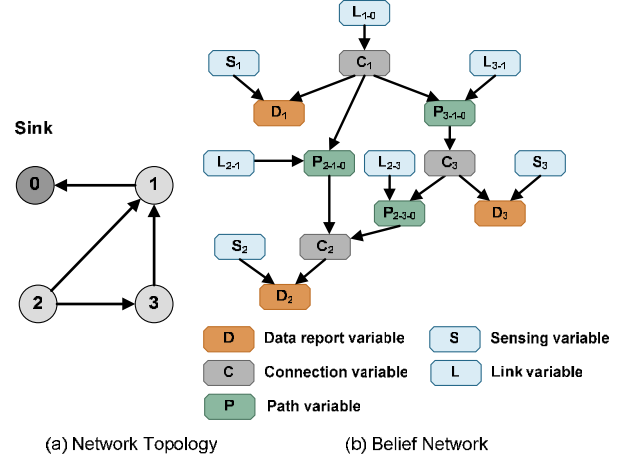 L1-0
S1
C1
L3-1
D1
P3-1-0
Sink
L2-1
P2-1-0
L2-3
C3
S3
0
1
P2-3-0
D3
S2
C2
2
3
D2
D
Data report variable
S
Sensing variable
C
Connection variable
L
Link variable
P
Path variable
(a) Network Topology
(b) Belief Network